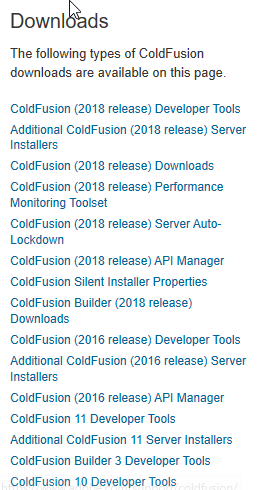 Downloads
The following types of ColdFusion
downloads are available on this page.
ColdFusion (2018 release) Developer Tools
Additional ColdFusion (2018 release) Server
Installers
ColdFusion (2018 release) Downloads
ColdFusion (2018 release) Performance
Monitoring Toolset
ColdFusion (2018 release) Server Auto-
Lockdown
ColdFusion (2018 release) API Manager
ColdFusion Silent Installer Properties
ColdFusion Builder (2018 release)
Downloads
ColdFusion (2016 release) Developer Tools
Additional ColdFusion (2016 release) Server
Installers
ColdFusion (2016 release) API Manager
ColdFusion 11 Developer Tools
Additional ColdFusion 11 Server Installers
ColdFusion Builder 3 Developer Tools
ColdFusion 10 Developer Tools